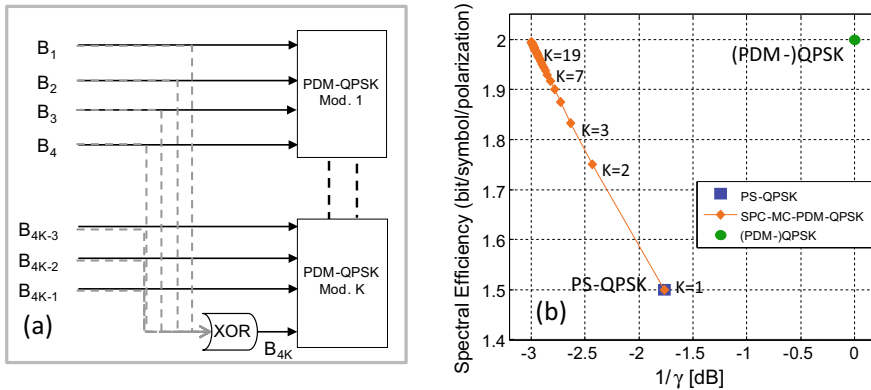 B1
B2
B3
B4
PDM-QPSK
Mod. 1
B4K-3
B4K-2
B4K-1
PDM-QPSK
Mod. K
XOR
B4K
(a)
(b)
Spectral Efficiency (bit/symbol/polarization)
2
1.9
1.8
1.7
1.6
1.5
1.4
K=19
K=7
K=3
K=2
K=1
(PDM-)QPSK
PS-QPSK
PS-QPSK
SPC-MC-PDM-QPSK
(PDM-)QPSK
-3 -2.5 -2 -1.5 -1 -0.5 0
1/γ [dB]